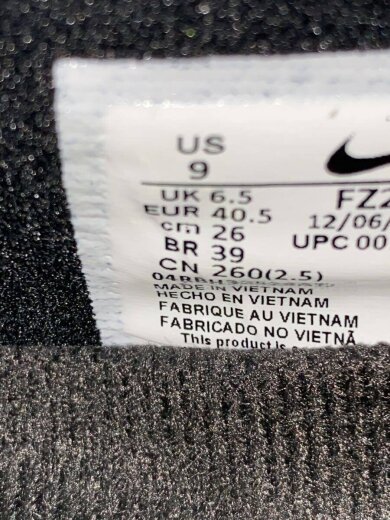 US
9
UK 6.5
EUR 40.5
cm 26
BR 39
CN 260(2.5)
FZ
12/06/
UPC 00
MADE IN VIETNAM
HECHO EN VIETNAM
FABRIQUE AU VIETNAM
FABRICADO NO VIETNÃ
This product is